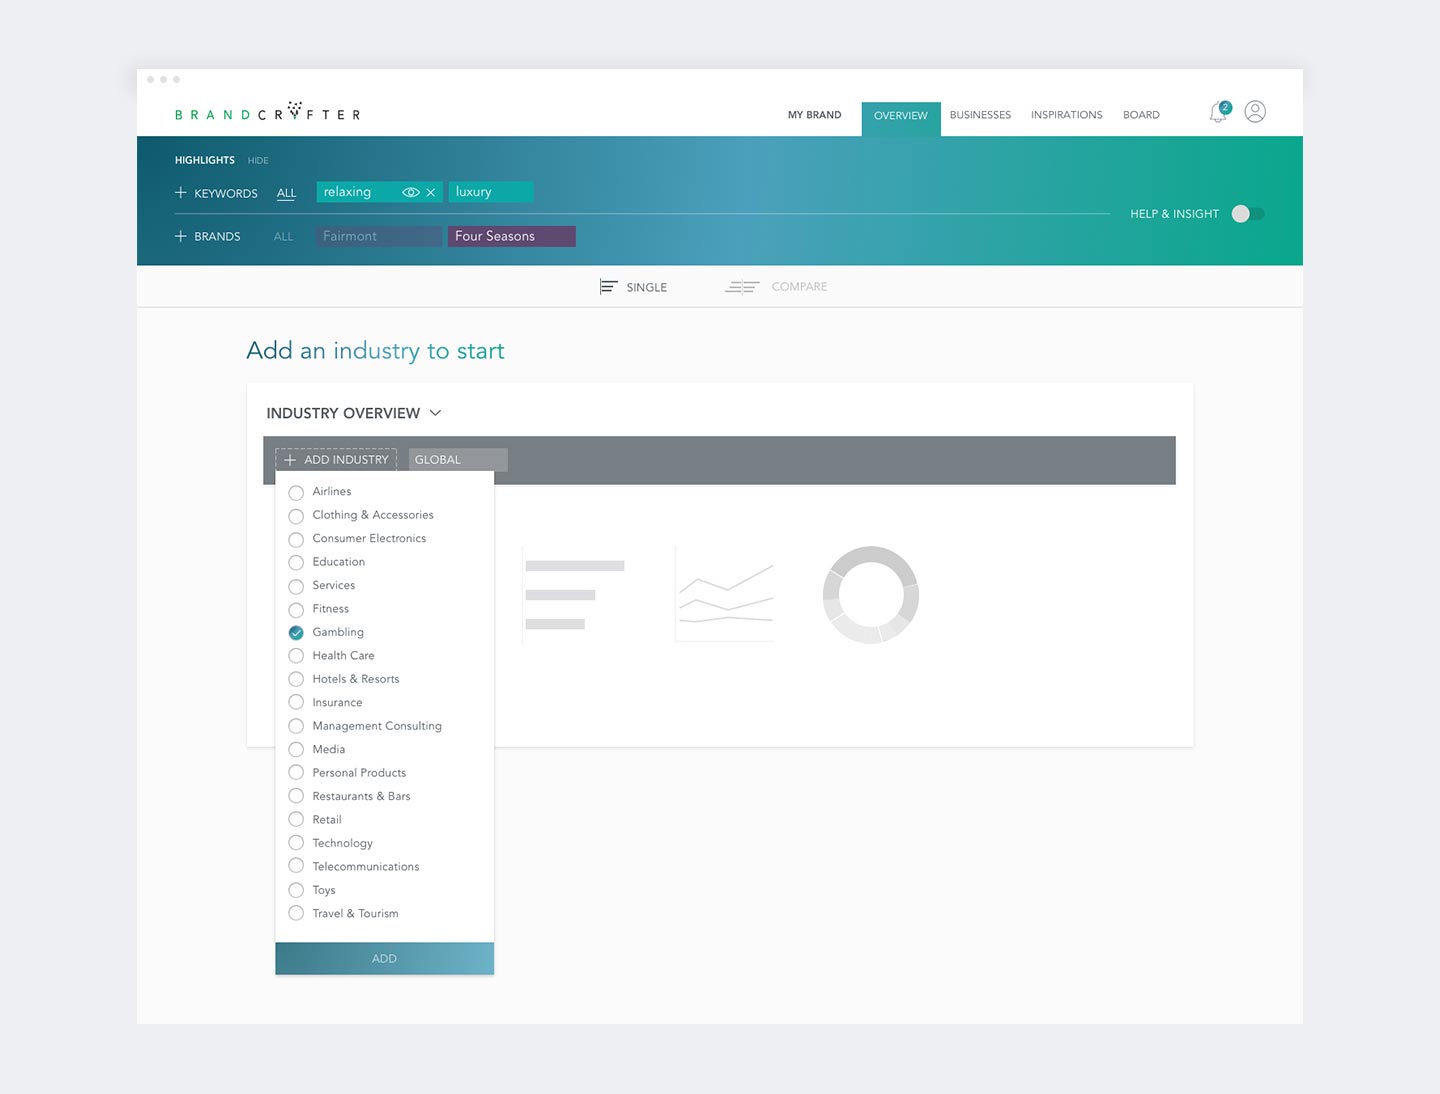 BRANDCRAFTER
MY BRAND
OVERVIEW
BUSINESSES
INSPIRATIONS
BOARD
2
HIGHLIGHTS HIDE
+ KEYWORDS ALL relaxing × luxury
HELP & INSIGHT
+ BRANDS ALL Fairmont Four Seasons
SINGLE
COMPARE
Add an industry to start
INDUSTRY OVERVIEW
+ ADD INDUSTRY GLOBAL
Airlines
Clothing & Accessories
Consumer Electronics
Education
Services
Fitness
Gambling
Health Care
Hotels & Resorts
Insurance
Management Consulting
Media
Personal Products
Restaurants & Bars
Retail
Technology
Telecommunications
Toys
Travel & Tourism
ADD